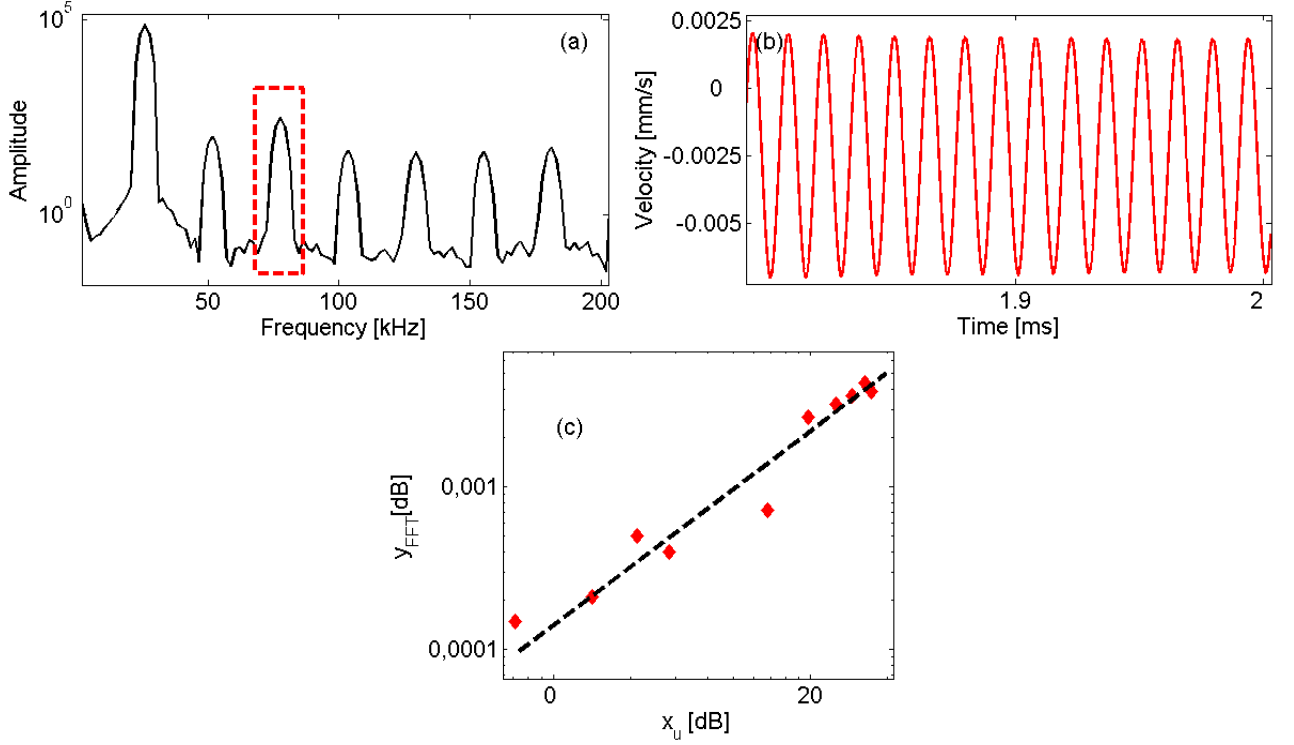 (a)
Amplitude
10^5
10^0
50
100
150
200
Frequency [kHz]
(b)
Velocity [mm/s]
0.0025
0
-0.0025
-0.005
1.9
2
Time [ms]
(c)
y_FFT[dB]
0,001
0,0001
0
20
x_u [dB]